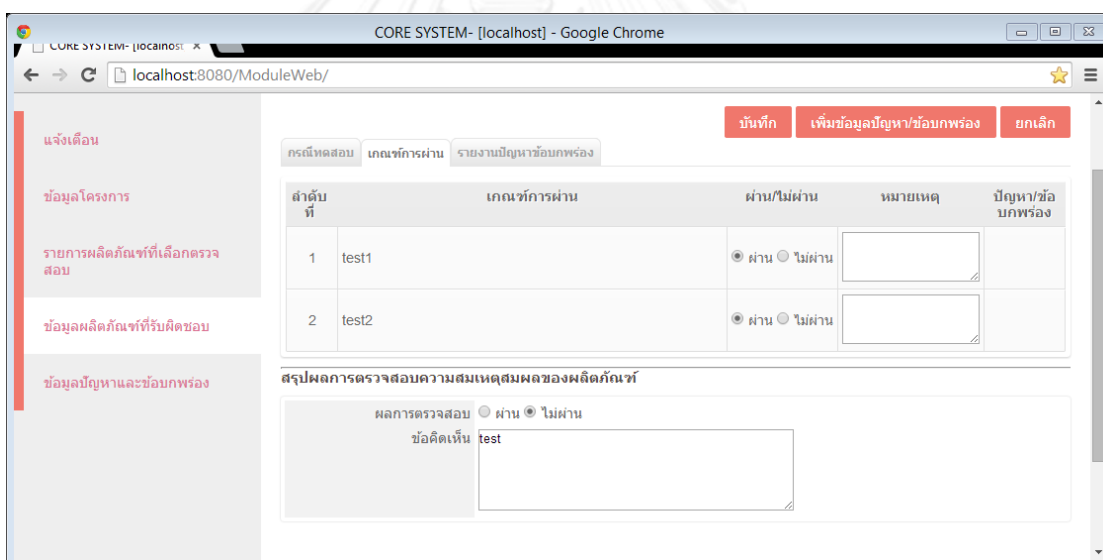 CORE SYSTEM- [localhost] - Google Chrome
CORE SYSTEM- [localhost ×
localhost:8080/ModuleWeb/
บันทึก เพิ่มข้อมูลปัญหา/ข้อบกพร่อง ยกเลิก
แจ้งเตือน
ข้อมูลโครงการ
รายการผลิตภัณฑ์ที่เลือกตรวจ
สอบ
ข้อมูลผลิตภัณฑ์ที่รับผิดชอบ
ข้อมูลปัญหาและข้อบกพร่อง
กรณีทดสอบ เกณฑ์การผ่าน รายงานปัญหาข้อบกพร่อง
ลำดับ
ที่
เกณฑ์การผ่าน ผ่าน/ไม่ผ่าน หมายเหตุ ปัญหา/ข้อ
บกพร่อง
1 test1 ผ่าน ไม่ผ่าน
2 test2 ผ่าน ไม่ผ่าน
สรุปผลการตรวจสอบความสมเหตุสมผลของผลิตภัณฑ์
ผลการตรวจสอบ ผ่าน ไม่ผ่าน
ข้อคิดเห็น test